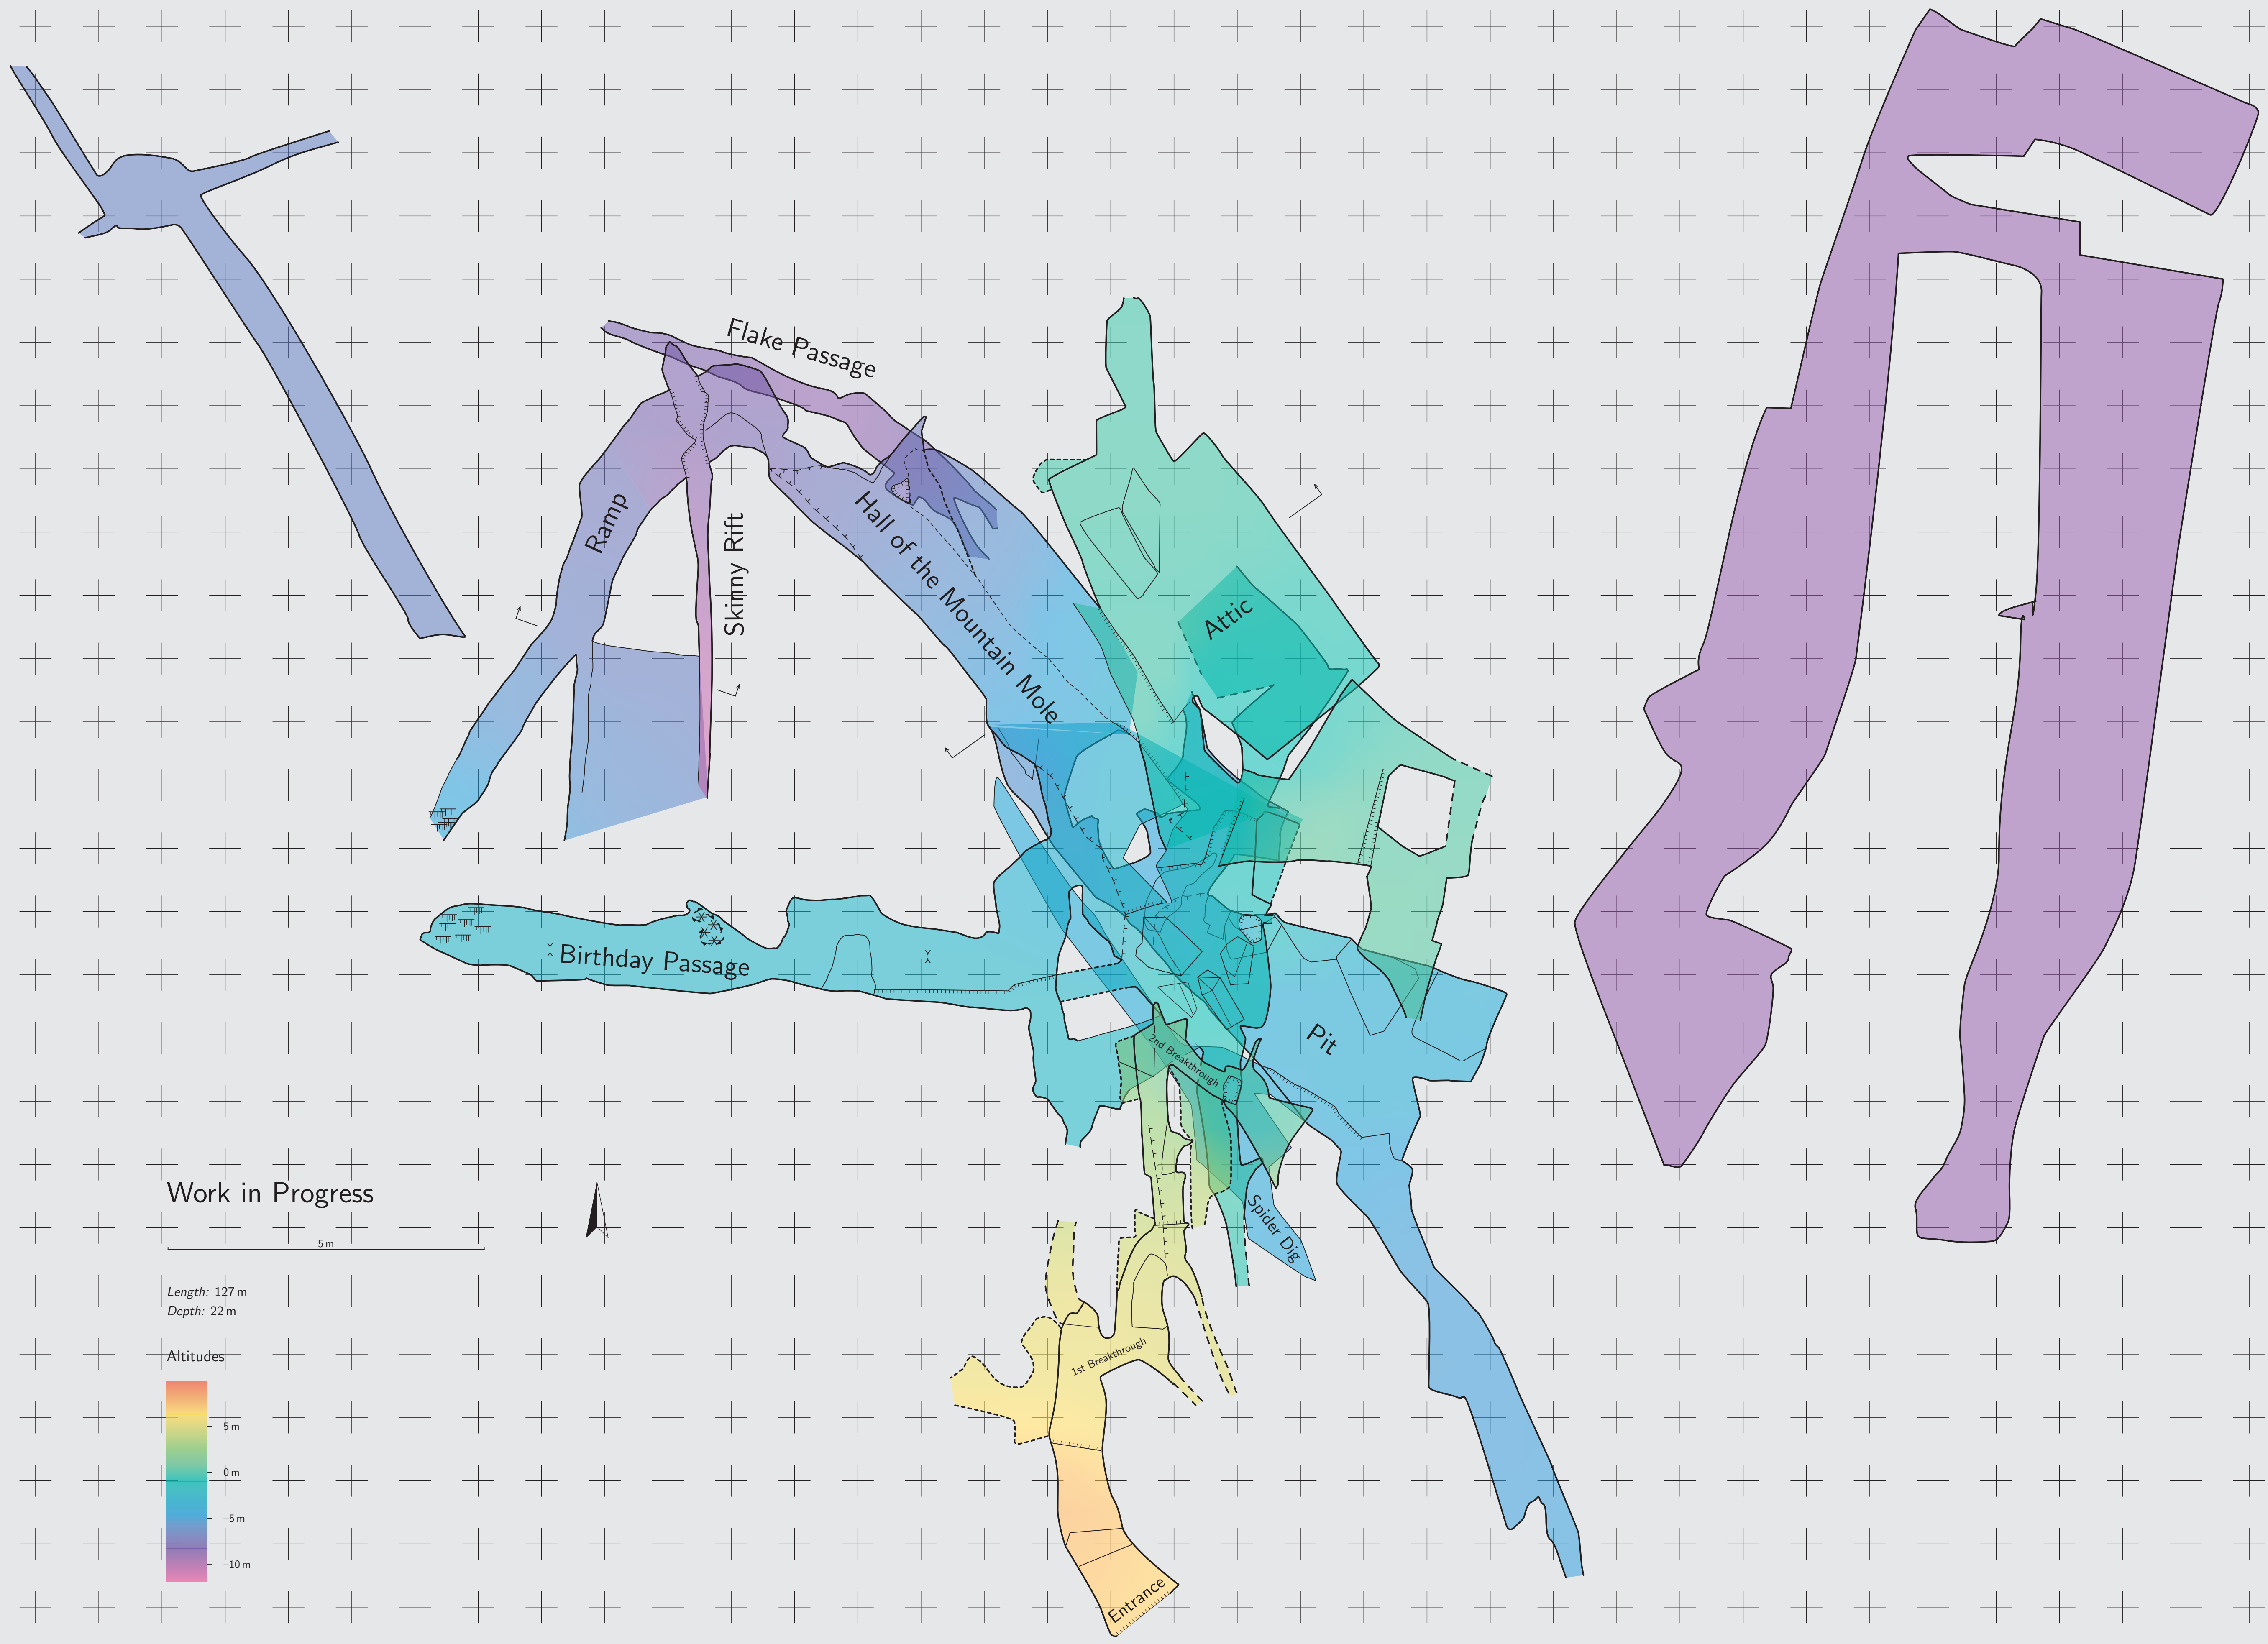 Flake Passage
Ramp
Skinny Rift
Hall of the Mountain Mole
Attic
Birthday Passage
Pit
2nd Breakthrough
Spider Dig
1st Breakthrough
Entrance
Work in Progress
5 m
Length: 127 m
Depth: 22 m
Altitudes
5 m
0 m
−5 m
−10 m